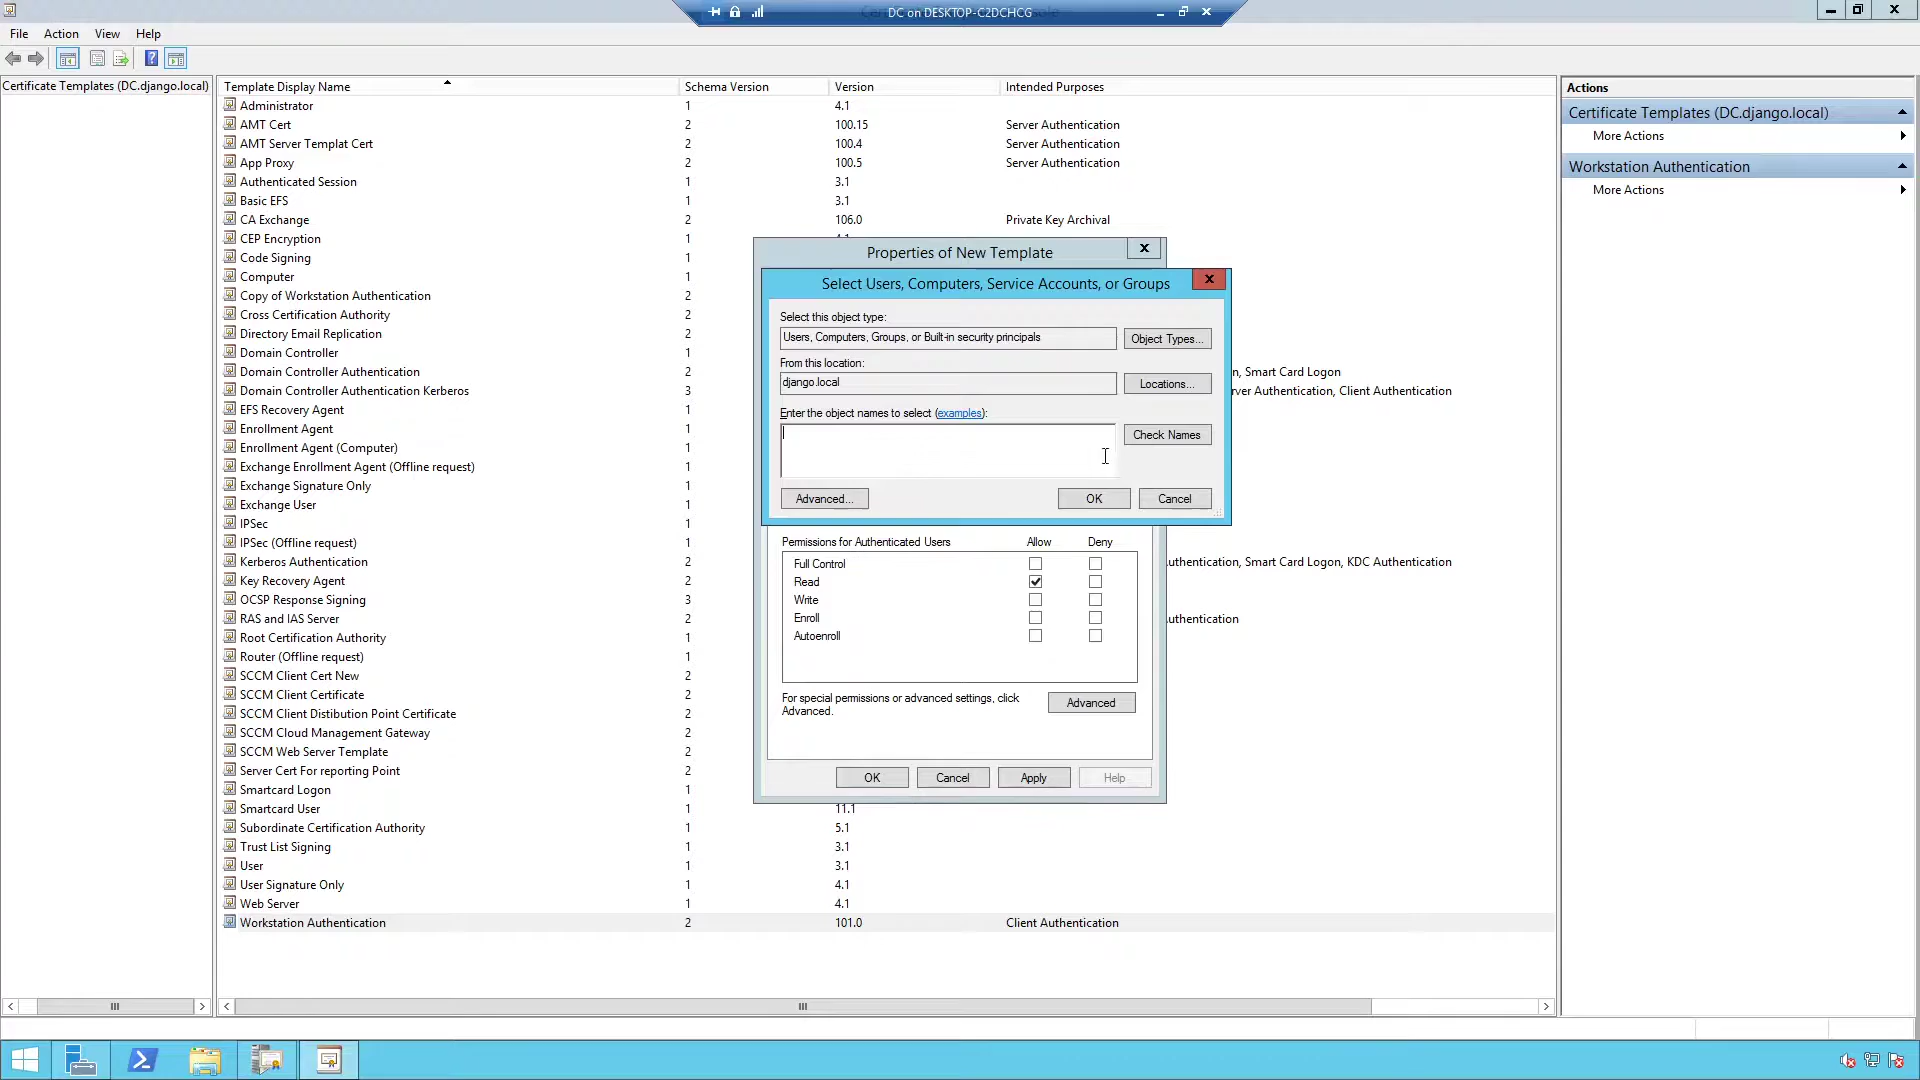 DC on DESKTOP-C2DCHCG
File Action View Help
Certificate Templates (DC.django.local)
Template Display Name Schema Version Version Intended Purposes
Administrator 1 4.1
AMT Cert 2 100.15 Server Authentication
AMT Server Templat Cert 2 100.4 Server Authentication
App Proxy 2 100.5 Server Authentication
Authenticated Session 1 3.1
Basic EFS 1 3.1
CA Exchange 2 106.0 Private Key Archival
CEP Encryption 1 4.1
Code Signing 1
Computer 1
Copy of Workstation Authentication 2
Cross Certification Authority 2
Directory Email Replication 2
Domain Controller 1
Domain Controller Authentication 2 n, Smart Card Logon
Domain Controller Authentication Kerberos 3 rver Authentication, Client Authentication
EFS Recovery Agent 1
Enrollment Agent 1
Enrollment Agent (Computer) 1
Exchange Enrollment Agent (Offline request) 1
Exchange Signature Only 1
Exchange User 1
IPSec 1
IPSec (Offline request) 1
Kerberos Authentication 2 uthentication, Smart Card Logon, KDC Authentication
Key Recovery Agent 2
OCSP Response Signing 3
RAS and IAS Server 2 uthentication
Root Certification Authority 1
Router (Offline request) 1
SCCM Client Cert New 2
SCCM Client Certificate 2
SCCM Client Distibution Point Certificate 2
SCCM Cloud Management Gateway 2
SCCM Web Server Template 2
Server Cert For reporting Point 2
Smartcard Logon 1
Smartcard User 1 11.1
Subordinate Certification Authority 1 5.1
Trust List Signing 1 3.1
User 1 3.1
User Signature Only 1 4.1
Web Server 1 4.1
Workstation Authentication 2 101.0 Client Authentication
Properties of New Template
Select Users, Computers, Service Accounts, or Groups
Select this object type:
Users, Computers, Groups, or Built-in security principals Object Types...
From this location:
django.local Locations...
Enter the object names to select (examples):
Check Names
Advanced... OK Cancel
Permissions for Authenticated Users Allow Deny
Full Control
Read
Write
Enroll
Autoenroll
For special permissions or advanced settings, click
Advanced. Advanced
OK Cancel Apply Help
Actions
Certificate Templates (DC.django.local)
More Actions
Workstation Authentication
More Actions